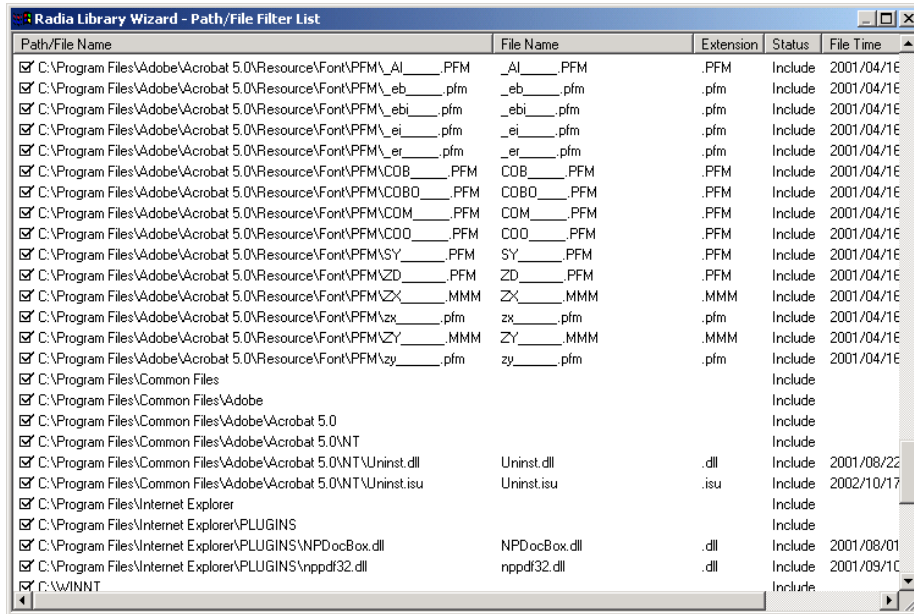 Radia Library Wizard - Path/File Filter List
Path/File Name File Name Extension Status File Time
C:\Program Files\Adobe\Acrobat 5.0\Resource\Font\PFM\_AI_____.PFM _AI_____.PFM .PFM Include 2001/04/16
C:\Program Files\Adobe\Acrobat 5.0\Resource\Font\PFM\_eb_____.pfm _eb_____.pfm .pfm Include 2001/04/16
C:\Program Files\Adobe\Acrobat 5.0\Resource\Font\PFM\_ebi____.pfm _ebi____.pfm .pfm Include 2001/04/16
C:\Program Files\Adobe\Acrobat 5.0\Resource\Font\PFM\_ei_____.pfm _ei_____.pfm .pfm Include 2001/04/16
C:\Program Files\Adobe\Acrobat 5.0\Resource\Font\PFM\_er_____.pfm _er_____.pfm .pfm Include 2001/04/16
C:\Program Files\Adobe\Acrobat 5.0\Resource\Font\PFM\COB_____.PFM COB_____.PFM .PFM Include 2001/04/16
C:\Program Files\Adobe\Acrobat 5.0\Resource\Font\PFM\COBO____.PFM COBO____.PFM .PFM Include 2001/04/16
C:\Program Files\Adobe\Acrobat 5.0\Resource\Font\PFM\COM_____.PFM COM_____.PFM .PFM Include 2001/04/16
C:\Program Files\Adobe\Acrobat 5.0\Resource\Font\PFM\COO_____.PFM COO_____.PFM .PFM Include 2001/04/16
C:\Program Files\Adobe\Acrobat 5.0\Resource\Font\PFM\SY______.PFM SY______.PFM .PFM Include 2001/04/16
C:\Program Files\Adobe\Acrobat 5.0\Resource\Font\PFM\ZD______.PFM ZD______.PFM .PFM Include 2001/04/16
C:\Program Files\Adobe\Acrobat 5.0\Resource\Font\PFM\ZX______.MMM ZX______.MMM .MMM Include 2001/04/16
C:\Program Files\Adobe\Acrobat 5.0\Resource\Font\PFM\zx______.pfm zx______.pfm .pfm Include 2001/04/16
C:\Program Files\Adobe\Acrobat 5.0\Resource\Font\PFM\ZY______.MMM ZY______.MMM .MMM Include 2001/04/16
C:\Program Files\Adobe\Acrobat 5.0\Resource\Font\PFM\zy______.pfm zy______.pfm .pfm Include 2001/04/16
C:\Program Files\Common Files Include
C:\Program Files\Common Files\Adobe Include
C:\Program Files\Common Files\Adobe\Acrobat 5.0 Include
C:\Program Files\Common Files\Adobe\Acrobat 5.0\NT Include
C:\Program Files\Common Files\Adobe\Acrobat 5.0\NT\Uninst.dll Uninst.dll .dll Include 2001/08/22
C:\Program Files\Common Files\Adobe\Acrobat 5.0\NT\Uninst.isu Uninst.isu .isu Include 2002/10/17
C:\Program Files\Internet Explorer Include
C:\Program Files\Internet Explorer\PLUGINS Include
C:\Program Files\Internet Explorer\PLUGINS\NPDocBox.dll NPDocBox.dll .dll Include 2001/08/01
C:\Program Files\Internet Explorer\PLUGINS\nppdf32.dll nppdf32.dll .dll Include 2001/09/10
C:\WINNT Include